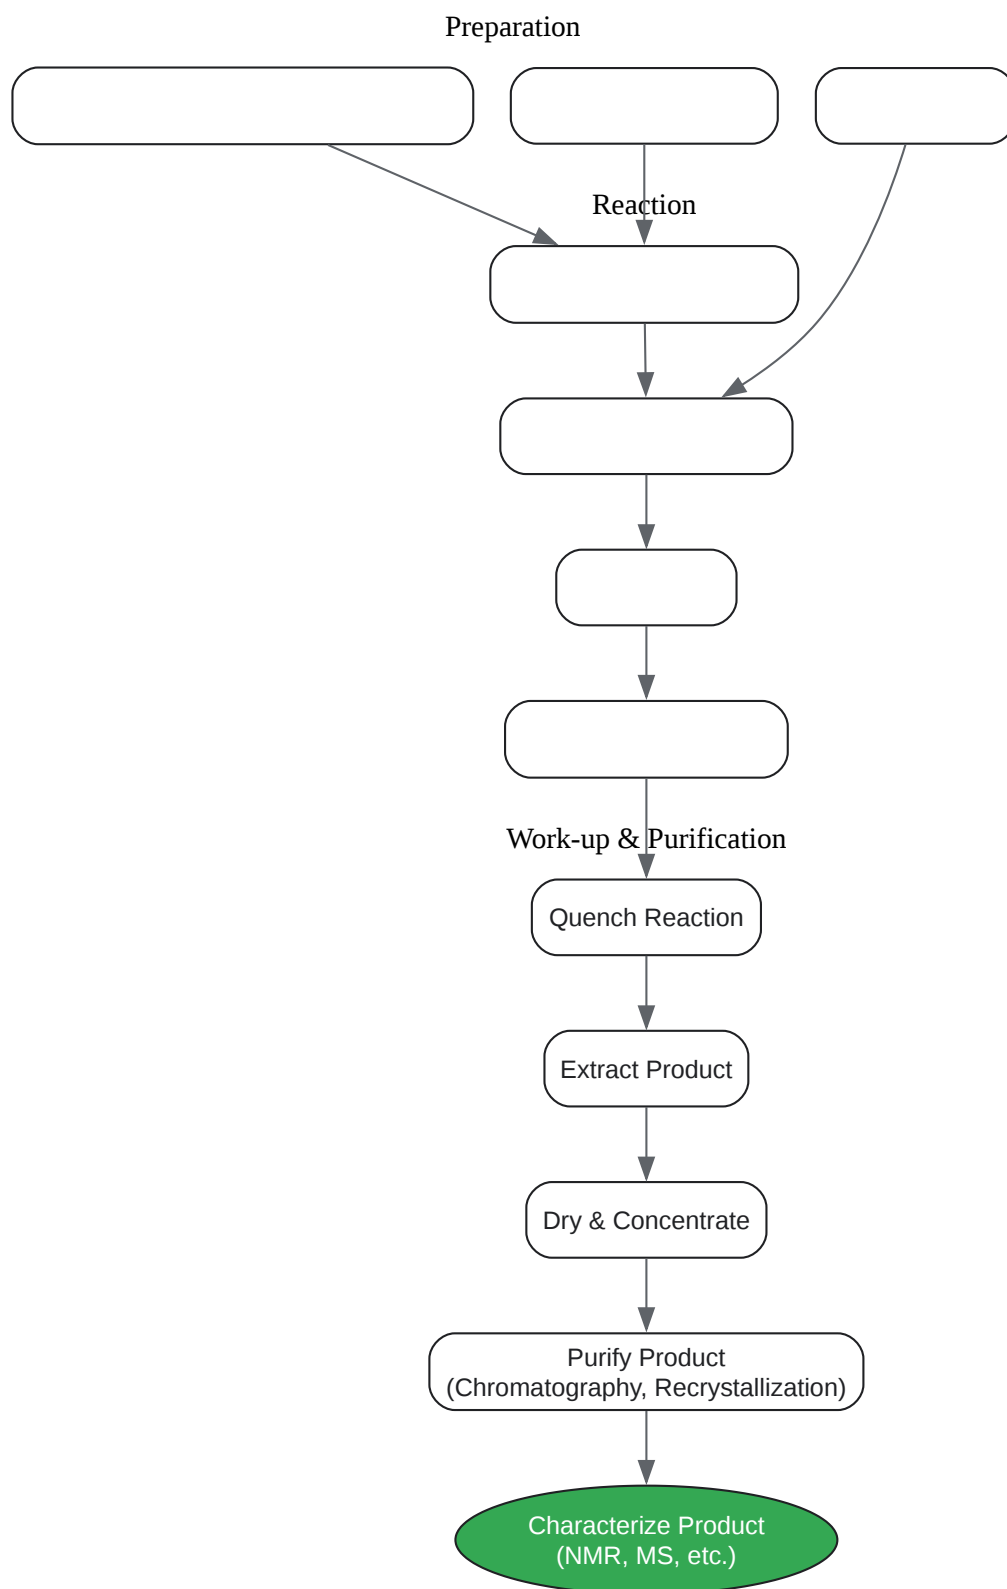 Preparation
Reaction
Work-up & Purification
Quench Reaction
Extract Product
Dry & Concentrate
Purify Product
(Chromatography, Recrystallization)
Characterize Product
(NMR, MS, etc.)